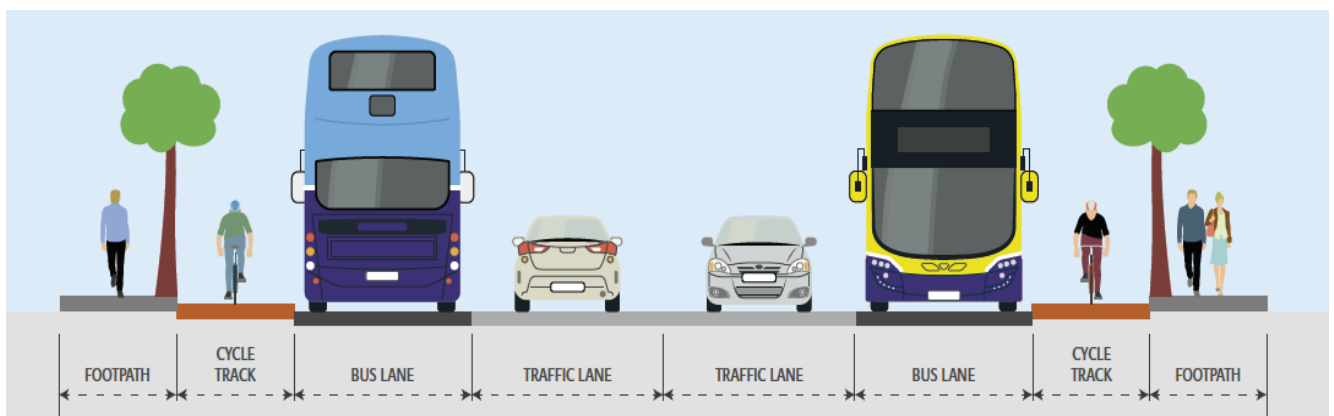 FOOTPATH
CYCLE
TRACK
BUS LANE
TRAFFIC LANE
TRAFFIC LANE
BUS LANE
CYCLE
TRACK
FOOTPATH